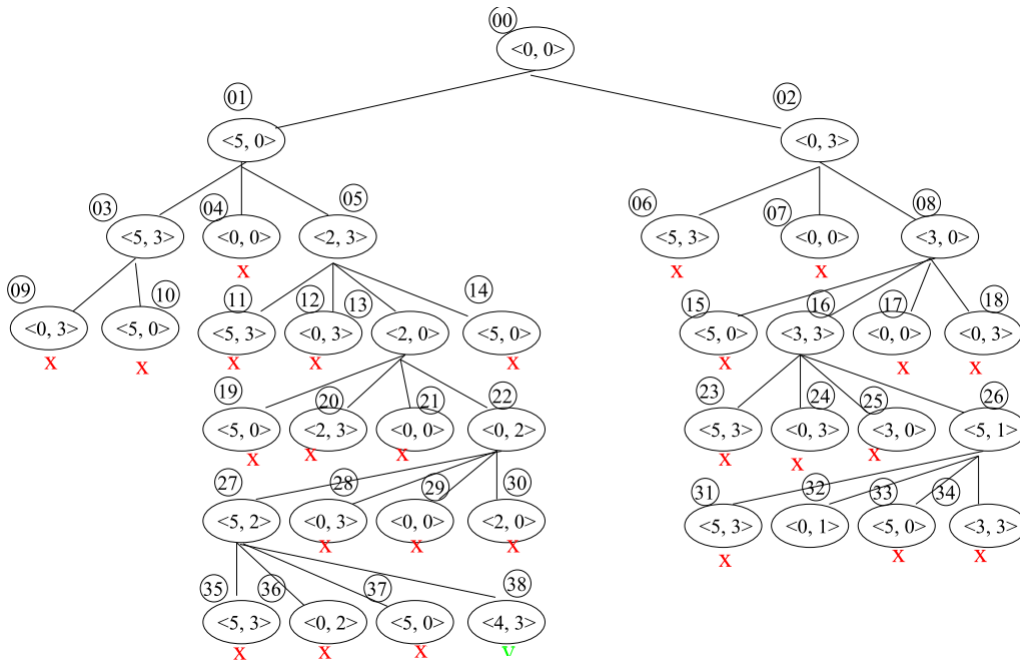 00
<0, 0>
01 02
<5, 0> <0, 3>
03 04 05 06 07 08
<5, 3> <0, 0> <2, 3> <5, 3> <0, 0> <3, 0>
X X X
09 10 11 12 13 14 15 16 17 18
<0, 3> <5, 0> <5, 3> <0, 3> <2, 0> <5, 0> <5, 0> <3, 3> <0, 0> <0, 3>
X X X X X X X X
19 20 21 22 23 24 25 26
<5, 0> <2, 3> <0, 0> <0, 2> <5, 3> <0, 3> <3, 0> <5, 1>
X X X X X X
27 28 29 30 31 32 33 34
<5, 2> <0, 3> <0, 0> <2, 0> <5, 3> <0, 1> <5, 0> <3, 3>
X X X X X X
35 36 37 38
<5, 3> <0, 2> <5, 0> <4, 3>
X X X V